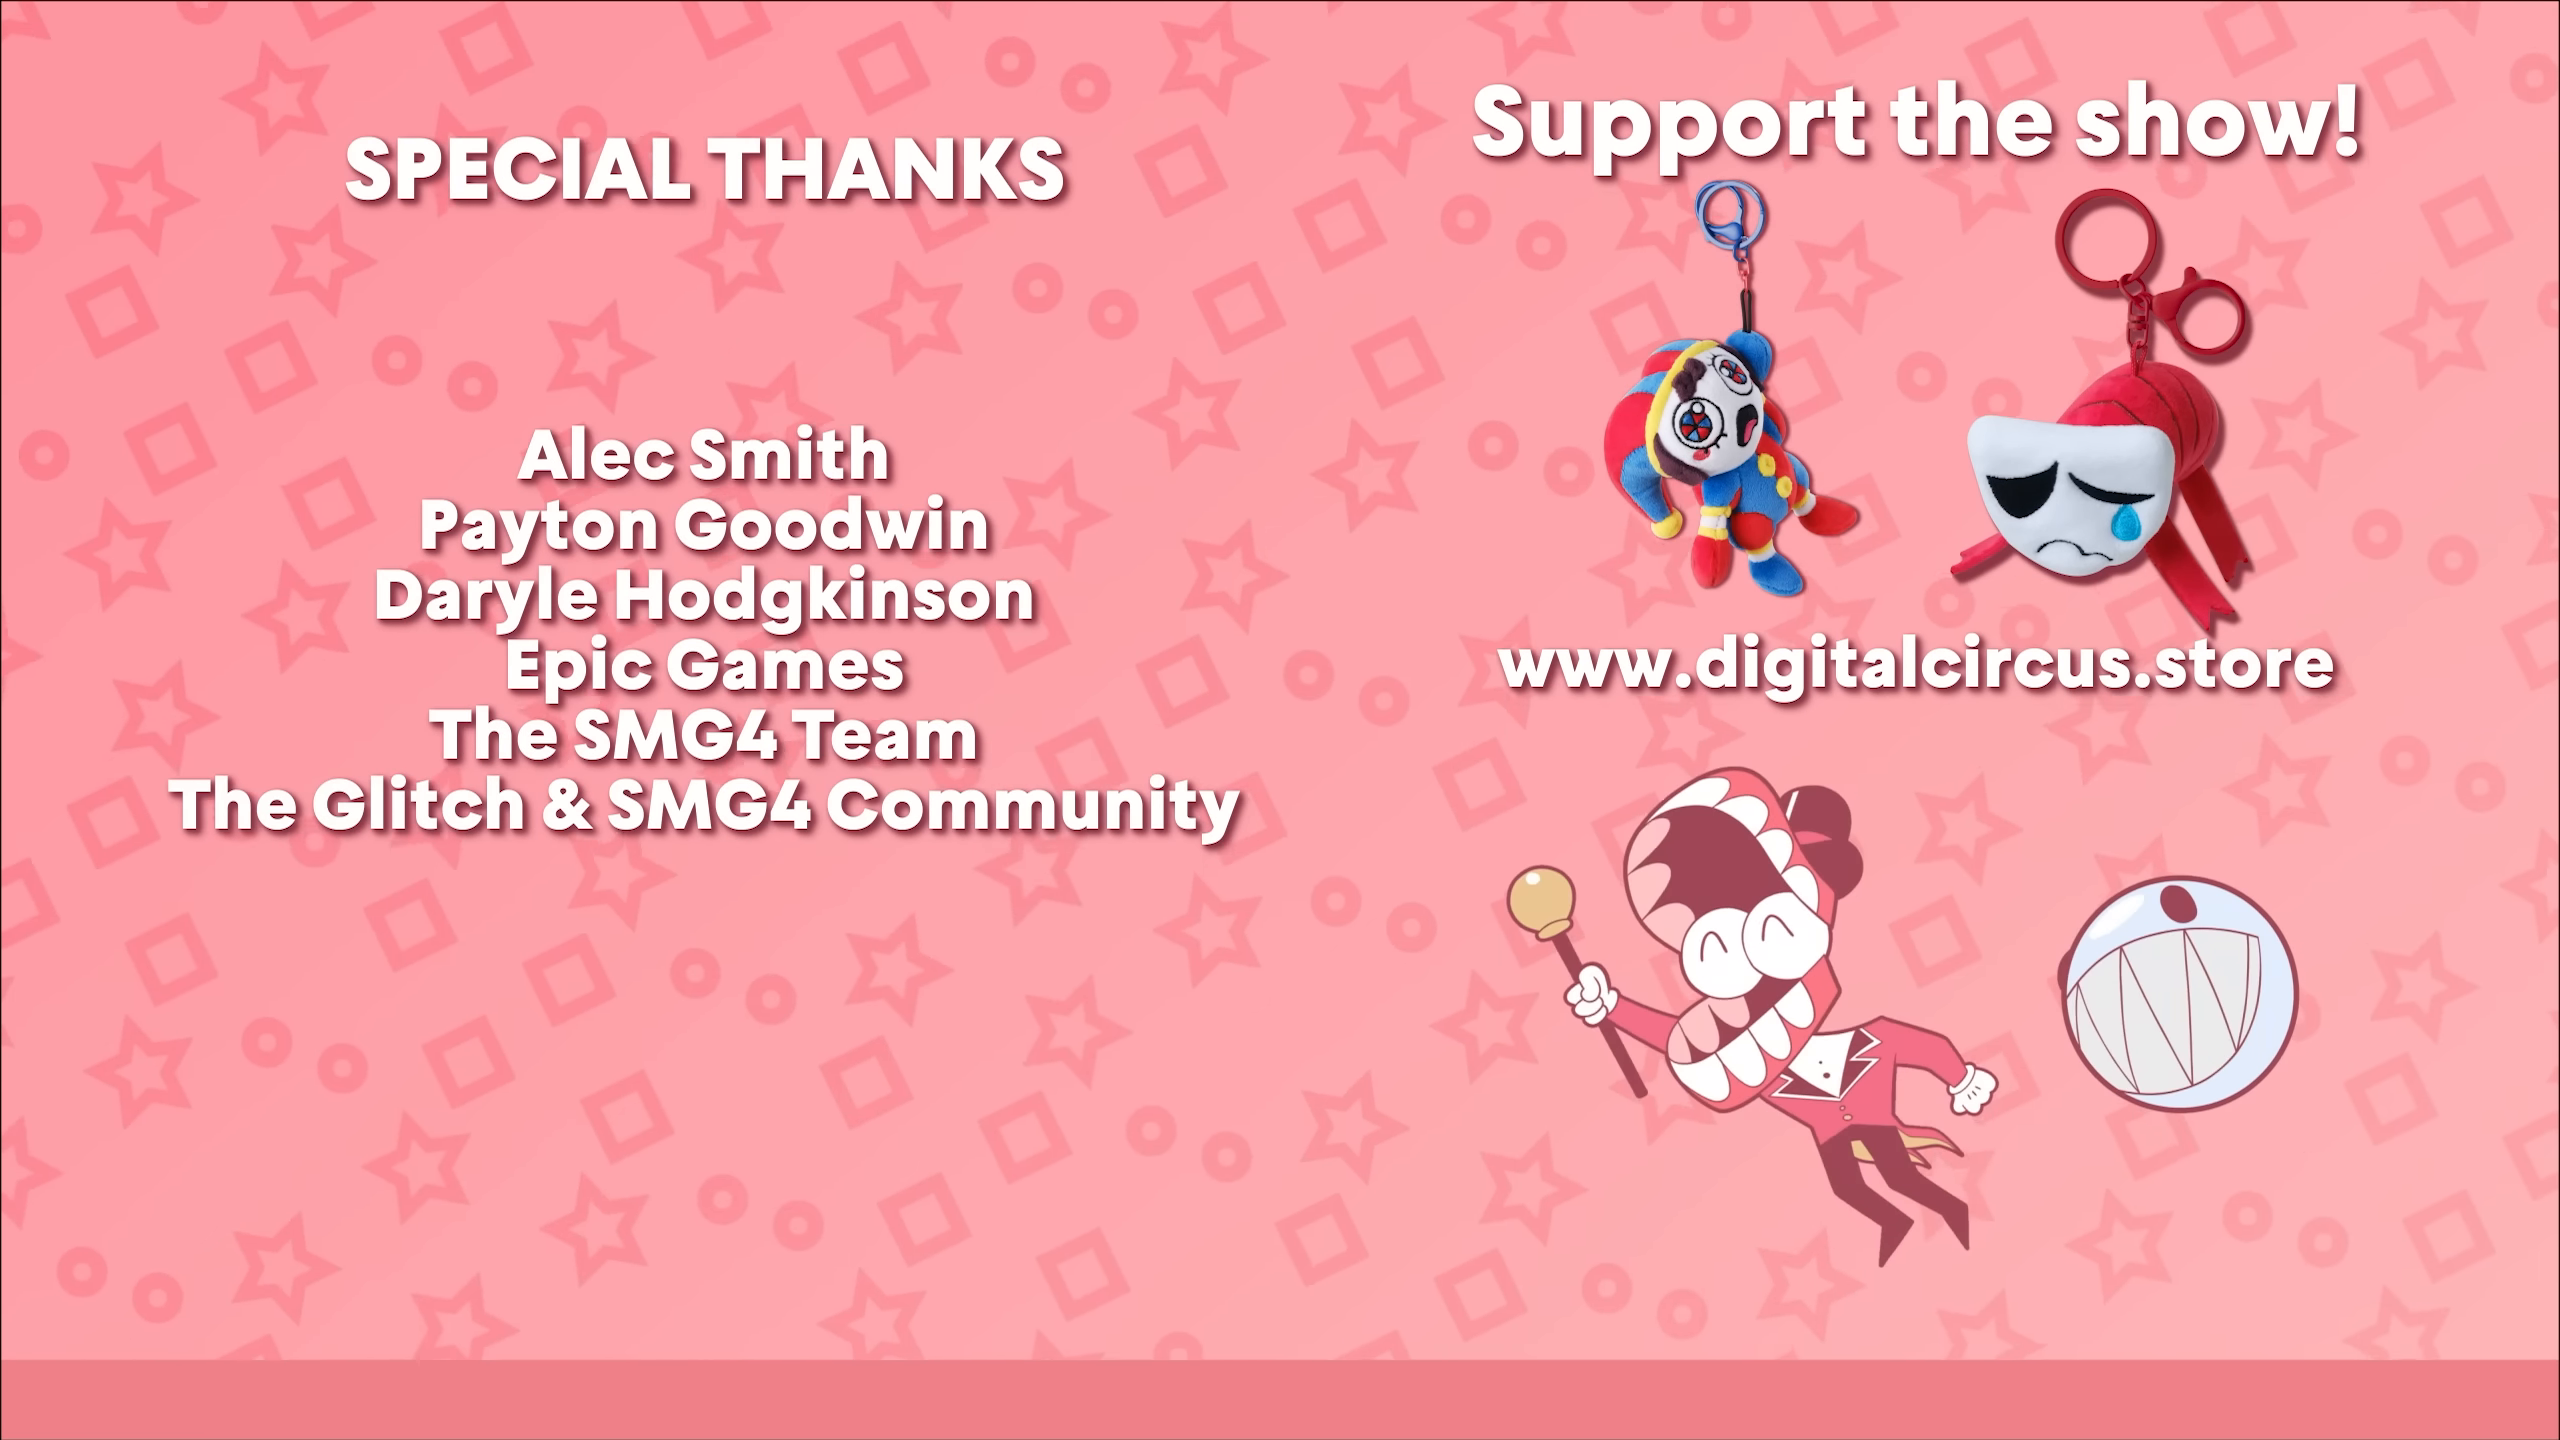 SPECIAL THANKS
Alec Smith
Payton Goodwin
Daryle Hodgkinson
Epic Games
The SMG4 Team
The Glitch & SMG4 Community
Support the show!
www.digitalcircus.store